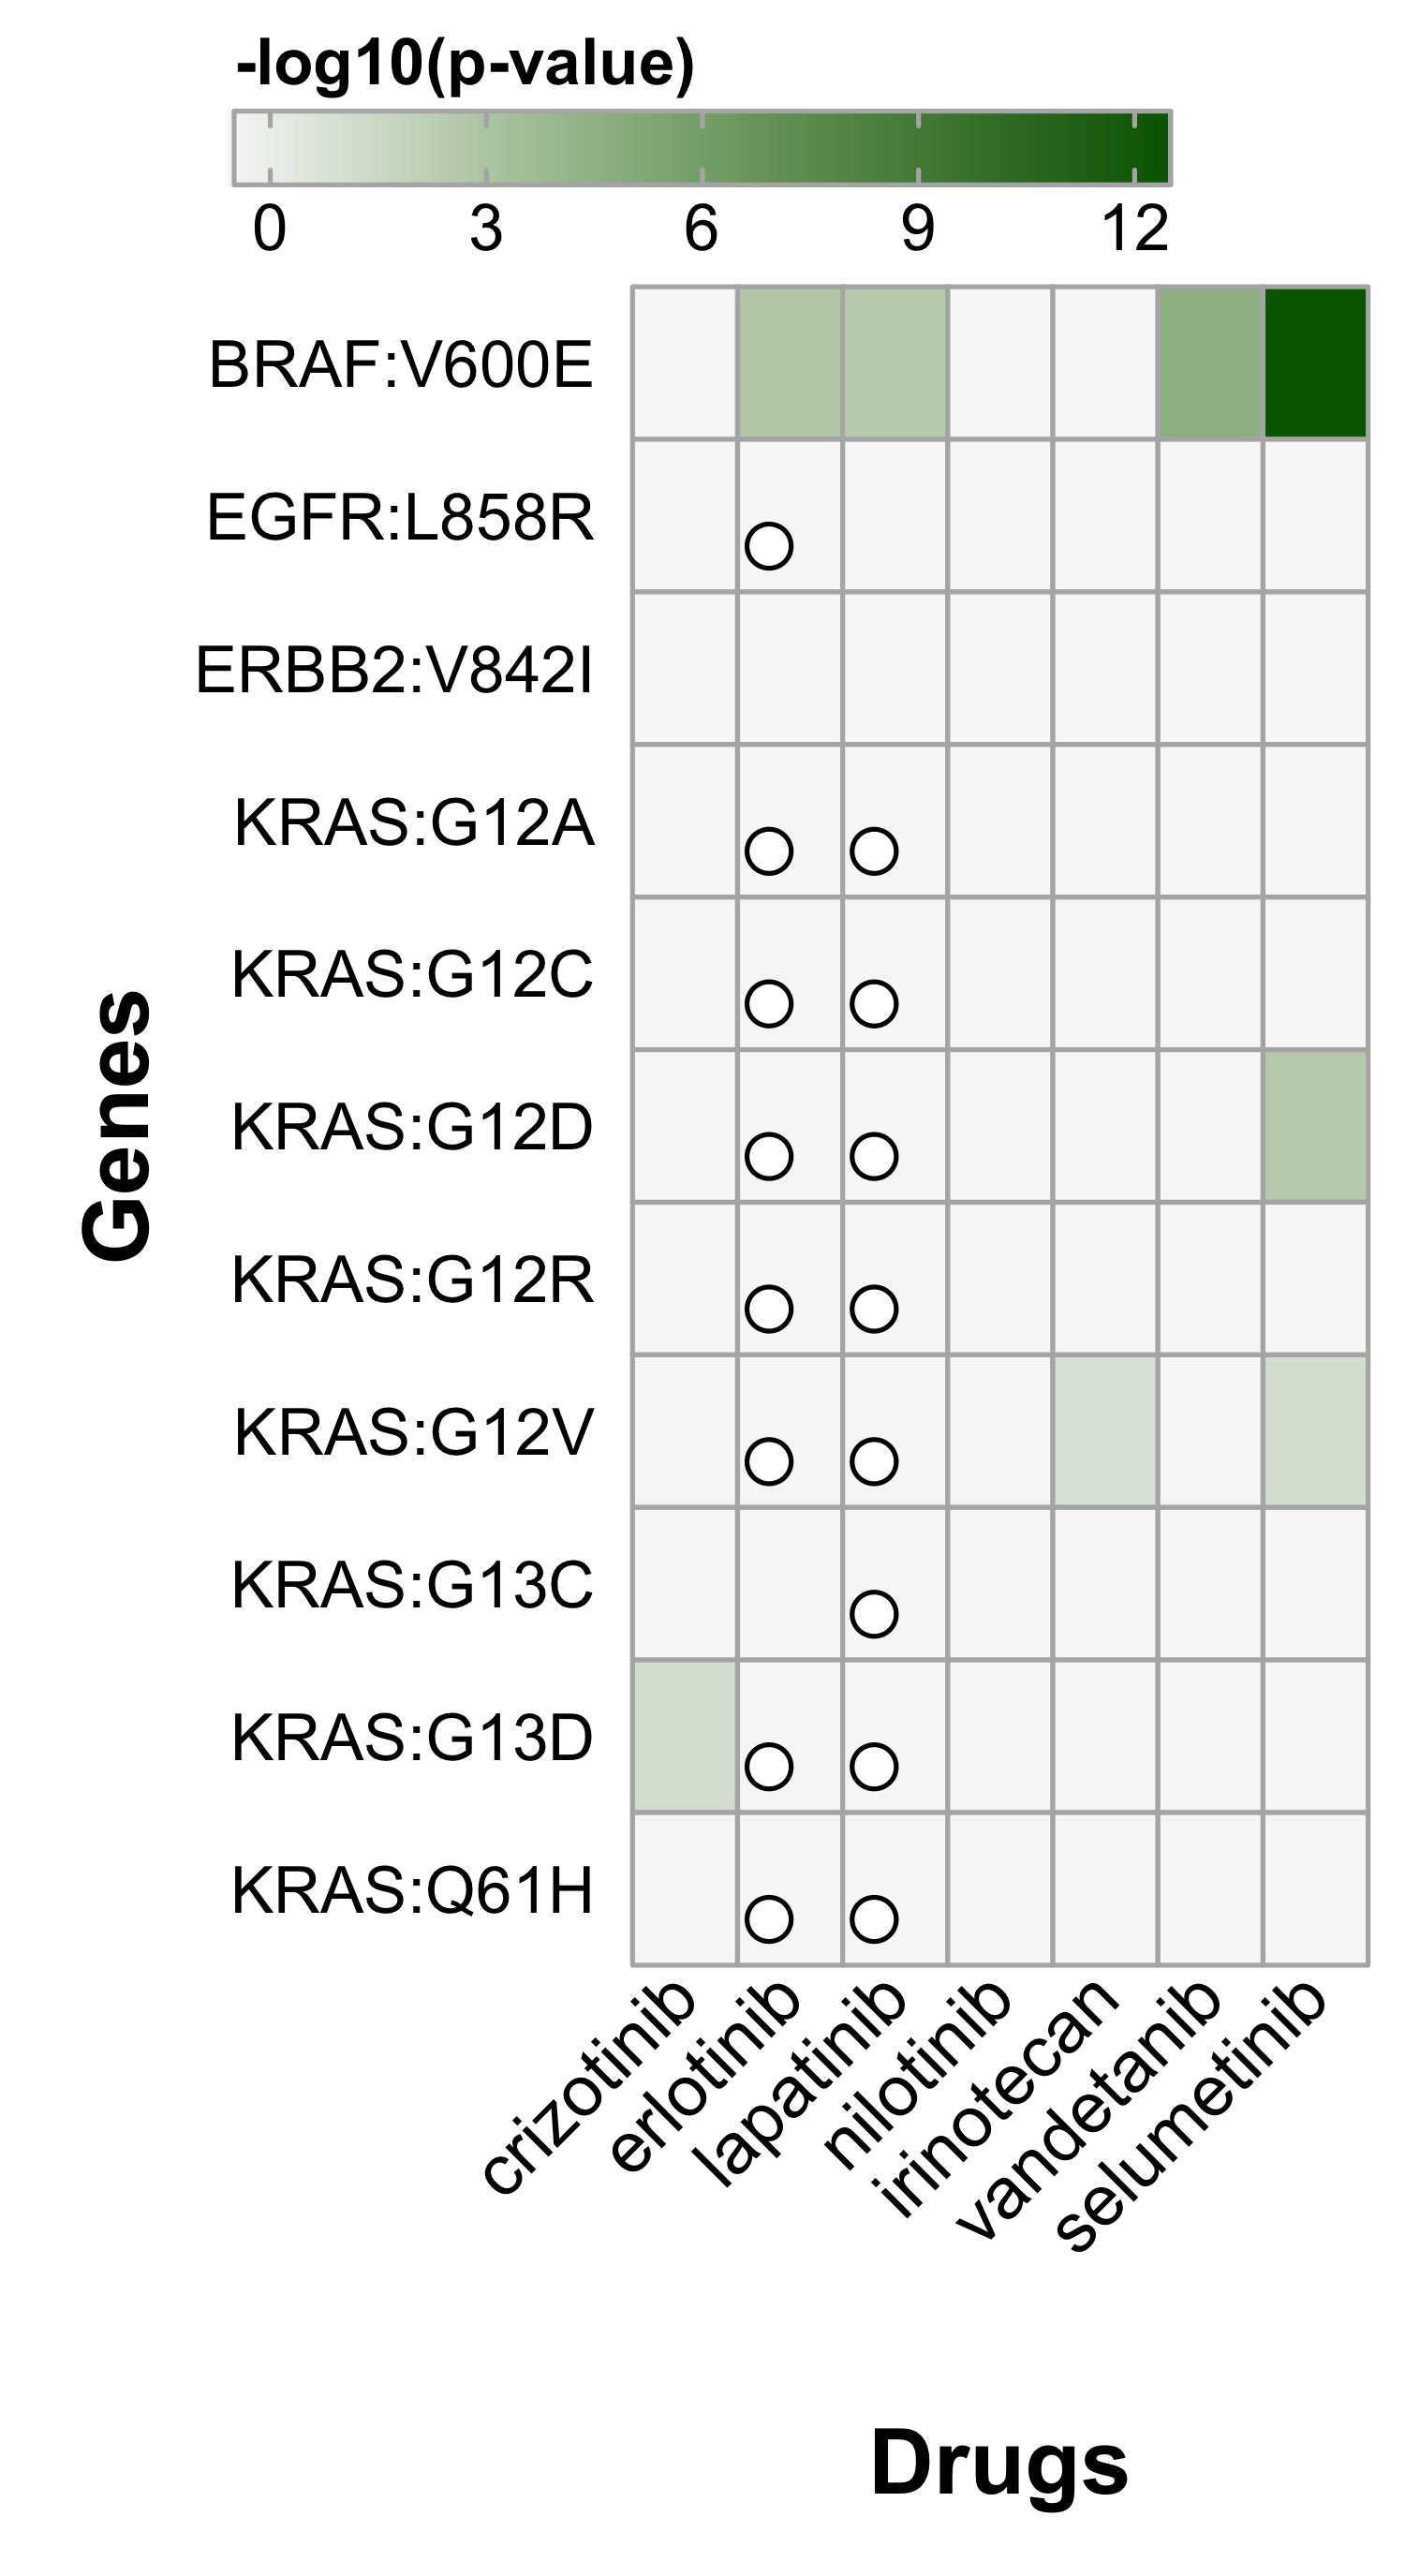 -log10(p-value)
0 3 6 9 12
BRAF:V600E
EGFR:L858R
ERBB2:V842I
KRAS:G12A
KRAS:G12C
KRAS:G12D
KRAS:G12R
KRAS:G12V
KRAS:G13C
KRAS:G13D
KRAS:Q61H
Genes
crizotinib
erlotinib
lapatinib
nilotinib
irinotecan
vandetanib
selumetinib
Drugs